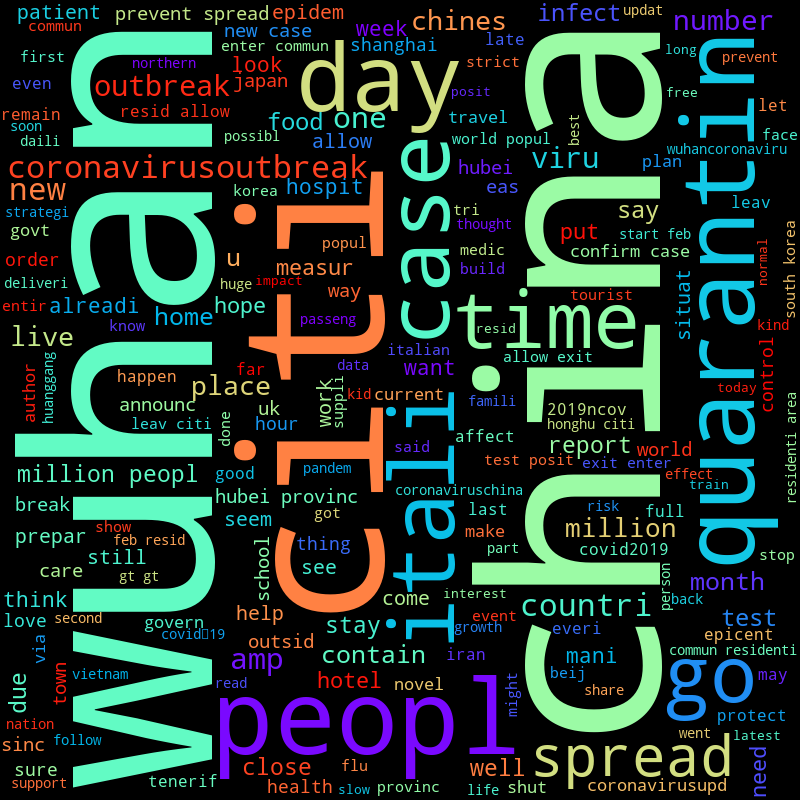 patient
prevent spread
epidem
chines
infect
updat
commun
new case
week
number
enter commun
shanghai
late
first
northern
look
strict
long
prevent
even
outbreak
japan
day
posit
free
remain
resid allow
food
one
travel
best
let
soon
possibl
allow
world popul
face
daili
viru
wuhancoronaviru
coronavirusoutbreak
hubei
plan
new
korea
hospit
eas
leav
strategi
tri
say
start feb
govt
popul
thought
put
confirm case
order
u
measur
medic
build
situat
south korea
deliveri
huge
impact
way
tourist
normal
entir
alreadi
hope
time
know
home
passeng
resid
kind
live
italian
allow exit
control
huanggang
far
data
want
today
author
happen
place
kid
current
famili
work
suppli
announc
uk
2019ncov
leav citi
hour
honghu citi
done
affect
report
world
residenti area
wuhan
citi
case
china
quarantin
itali
million peopl
good
pandem
said
test posit
exit enter
effect
train
break
hubei provinc
coronaviruschina
risk
full
show
seem
got
last
million
prepar
feb resid
make
stop
still
thing
part
covid2019
care
gt gt
school
see
person
month
think
come
interest
countri
back
love
second
govern
help
stay
event
test
via
covid▯19
outsid
growth
everi
epicent
contain
iran
mani
commun residenti
due
town
vietnam
amp
hotel
novel
beij
go
may
read
might
share
nation
peopl
protect
sinc
follow
went
latest
spread
sure
close
flu
well
need
support
tenerif
health
slow
provinc
life
shut
coronavirusupd